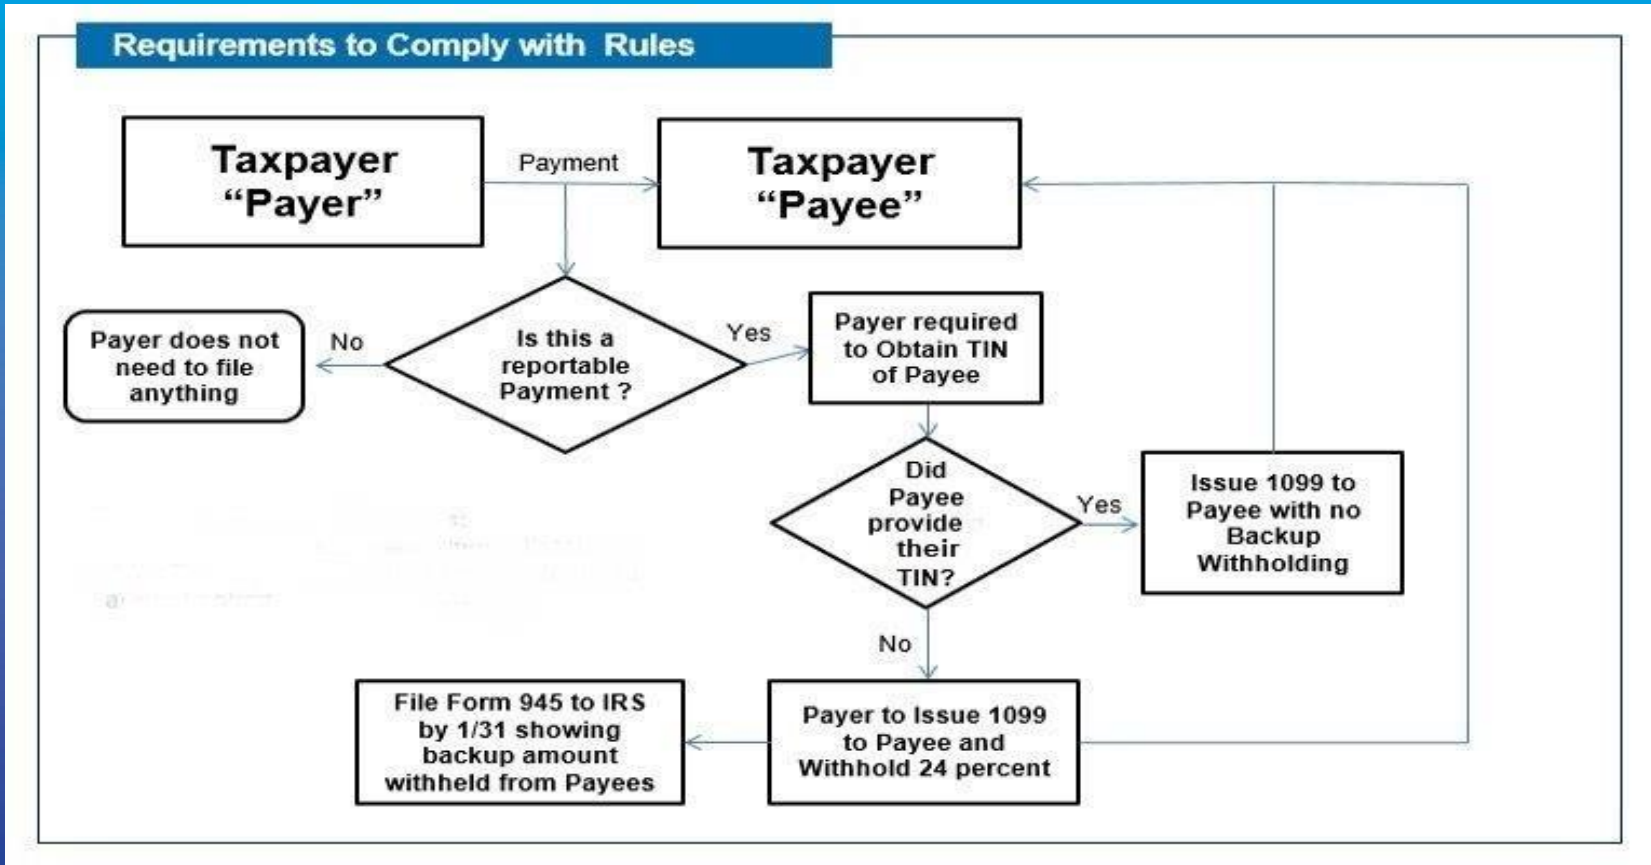 Requirements to Comply with Rules
Taxpayer
“Payer”
Payment
Taxpayer
“Payee”
Payer does not
need to file
anything
No
Is this a
reportable
Payment ?
Yes
Payer required
to Obtain TIN
of Payee
Did
Payee
provide
their
TIN?
Yes
Issue 1099 to
Payee with no
Backup
Withholding
No
File Form 945 to IRS
by 1/31 showing
backup amount
withheld from Payees
Payer to Issue 1099
to Payee and
Withhold 24 percent